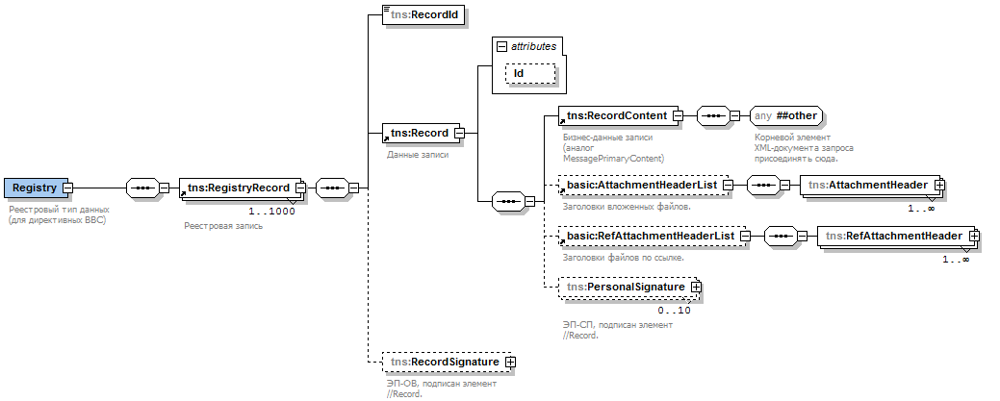 tns:RecordId
attributes
Id
tns:Record
Данные записи
tns:RecordContent
any ##other
Бизнес-данные записи
(аналог
MessagePrimaryContent)
Корневой элемент
XML-документа запроса
присоединять сюда.
Registry
Реестровый тип данных
(для директивных ВВС)
tns:RegistryRecord
1..1000
Реестровая запись
basic:AttachmentHeaderList
Заголовки вложенных файлов.
tns:AttachmentHeader
1..∞
basic:RefAttachmentHeaderList
Заголовки файлов по ссылке.
tns:RefAttachmentHeader
1..∞
tns:PersonalSignature
0..10
ЭП-СП, подписан элемент
//Record.
tns:RecordSignature
ЭП-ОВ, подписан элемент
//Record.